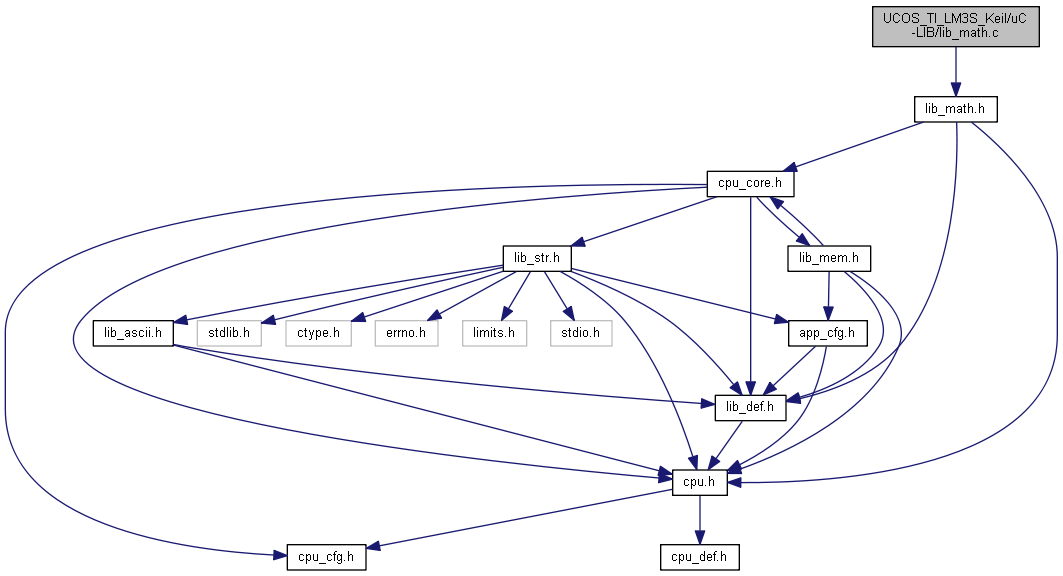 UCOS_TI_LM3S_Keil/uC
-LIB/lib_math.c
lib_math.h
cpu_core.h
lib_str.h
lib_mem.h
lib_ascii.h
stdlib.h
ctype.h
errno.h
limits.h
stdio.h
app_cfg.h
lib_def.h
cpu.h
cpu_cfg.h
cpu_def.h